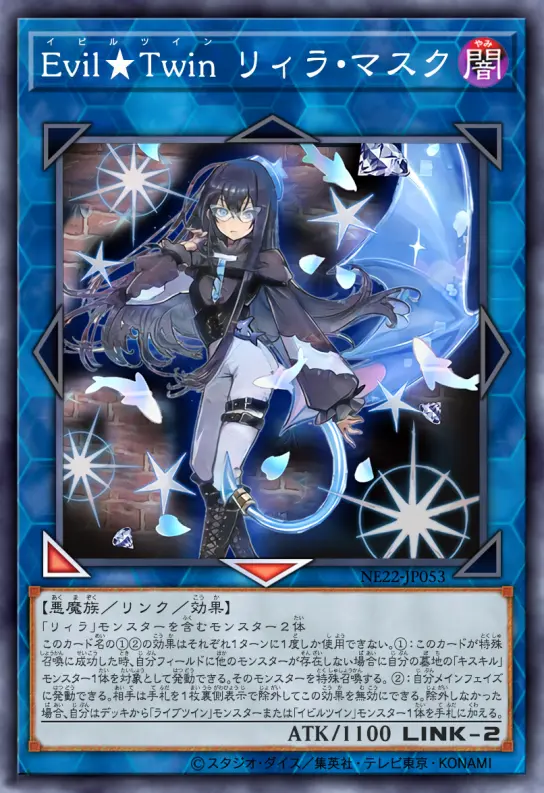 イビルツイン
Evil★Twin リィラ・マスク
やみ
闇
NE22-JP053
【悪魔族／リンク／効果】
「リィラ」モンスターを含むモンスター２体
このカード名の①②の効果はそれぞれ1ターンに1度しか使用できない。①：このカードが特殊
召喚に成功した時、自分フィールドに他のモンスターが存在しない場合に自分の墓地の「キスキル」
モンスター1体を対象として発動できる。そのモンスターを特殊召喚する。②：自分メインフェイズ
に発動できる。相手は手札を1枚裏側表示で除外してこの効果を無効にできる。除外しなかった
場合、自分はデッキから「ライブツイン」モンスターまたは「イビルツイン」モンスター1体を手札に加える。
ATK/1100 LINK-2
©スタジオ・ダイス／集英社・テレビ東京・KONAMI